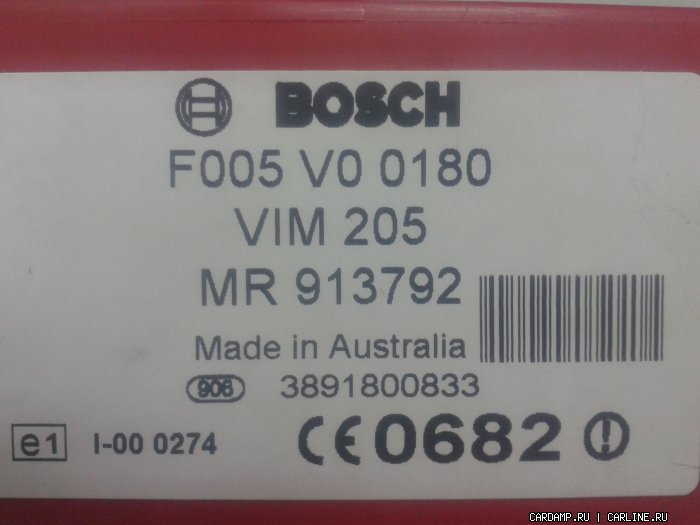 BOSCH
F005 V0 0180
VIM 205
MR 913792
Made in Australia
906 3891800833
e1 I-00 0274 CE0682
CARDAMP.RU | CARLINE.RU